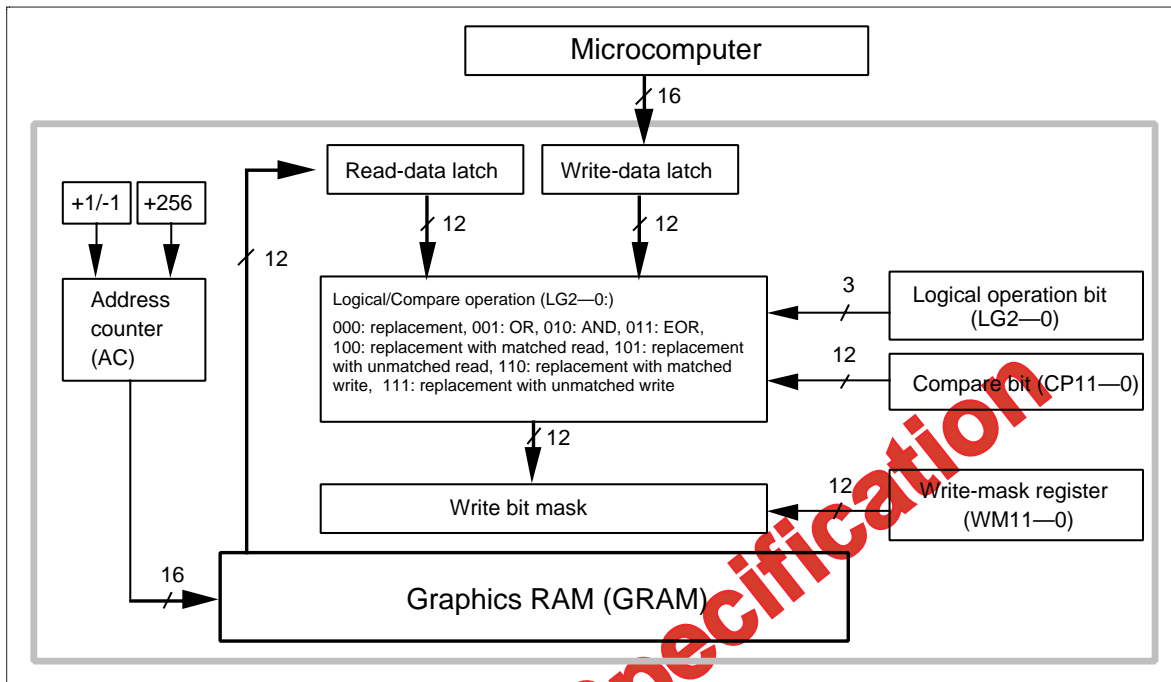 Microcomputer
16
Read-data latch
Write-data latch
+1/-1
+256
12
12
12
Address
counter
(AC)
Logical/Compare operation (LG2—0:)
000: replacement, 001: OR, 010: AND, 011: EOR,
100: replacement with matched read, 101: replacement
with unmatched read, 110: replacement with matched
write, 111: replacement with unmatched write
3
Logical operation bit
(LG2—0)
12
Compare bit (CP11—0)
12
Write bit mask
12
Write-mask register
(WM11—0)
16
Graphics RAM (GRAM)
Specification